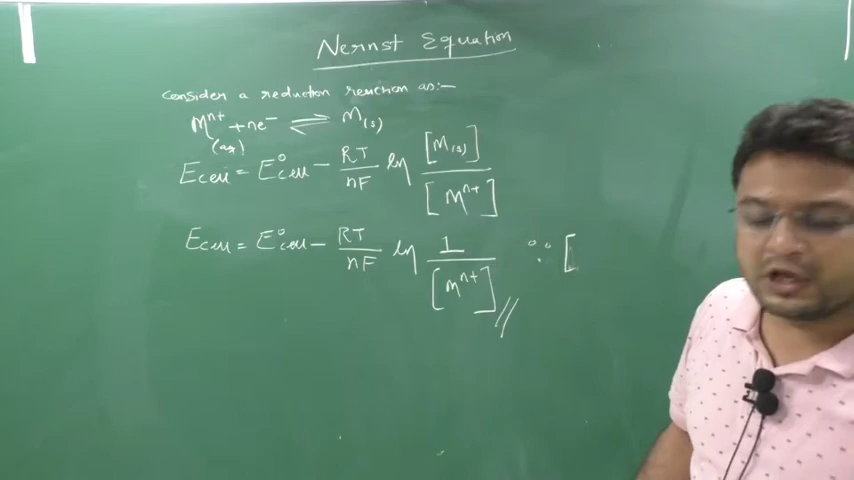 Nernst Equation
Consider a reduction reaction as:-
Mⁿ⁺(aq) + ne⁻ ⇌ M(s)
Ecell = E°cell - RT/nF ln [M(s)]/[Mⁿ⁺]
Ecell = E°cell - RT/nF ln 1/[Mⁿ⁺] ∵ [